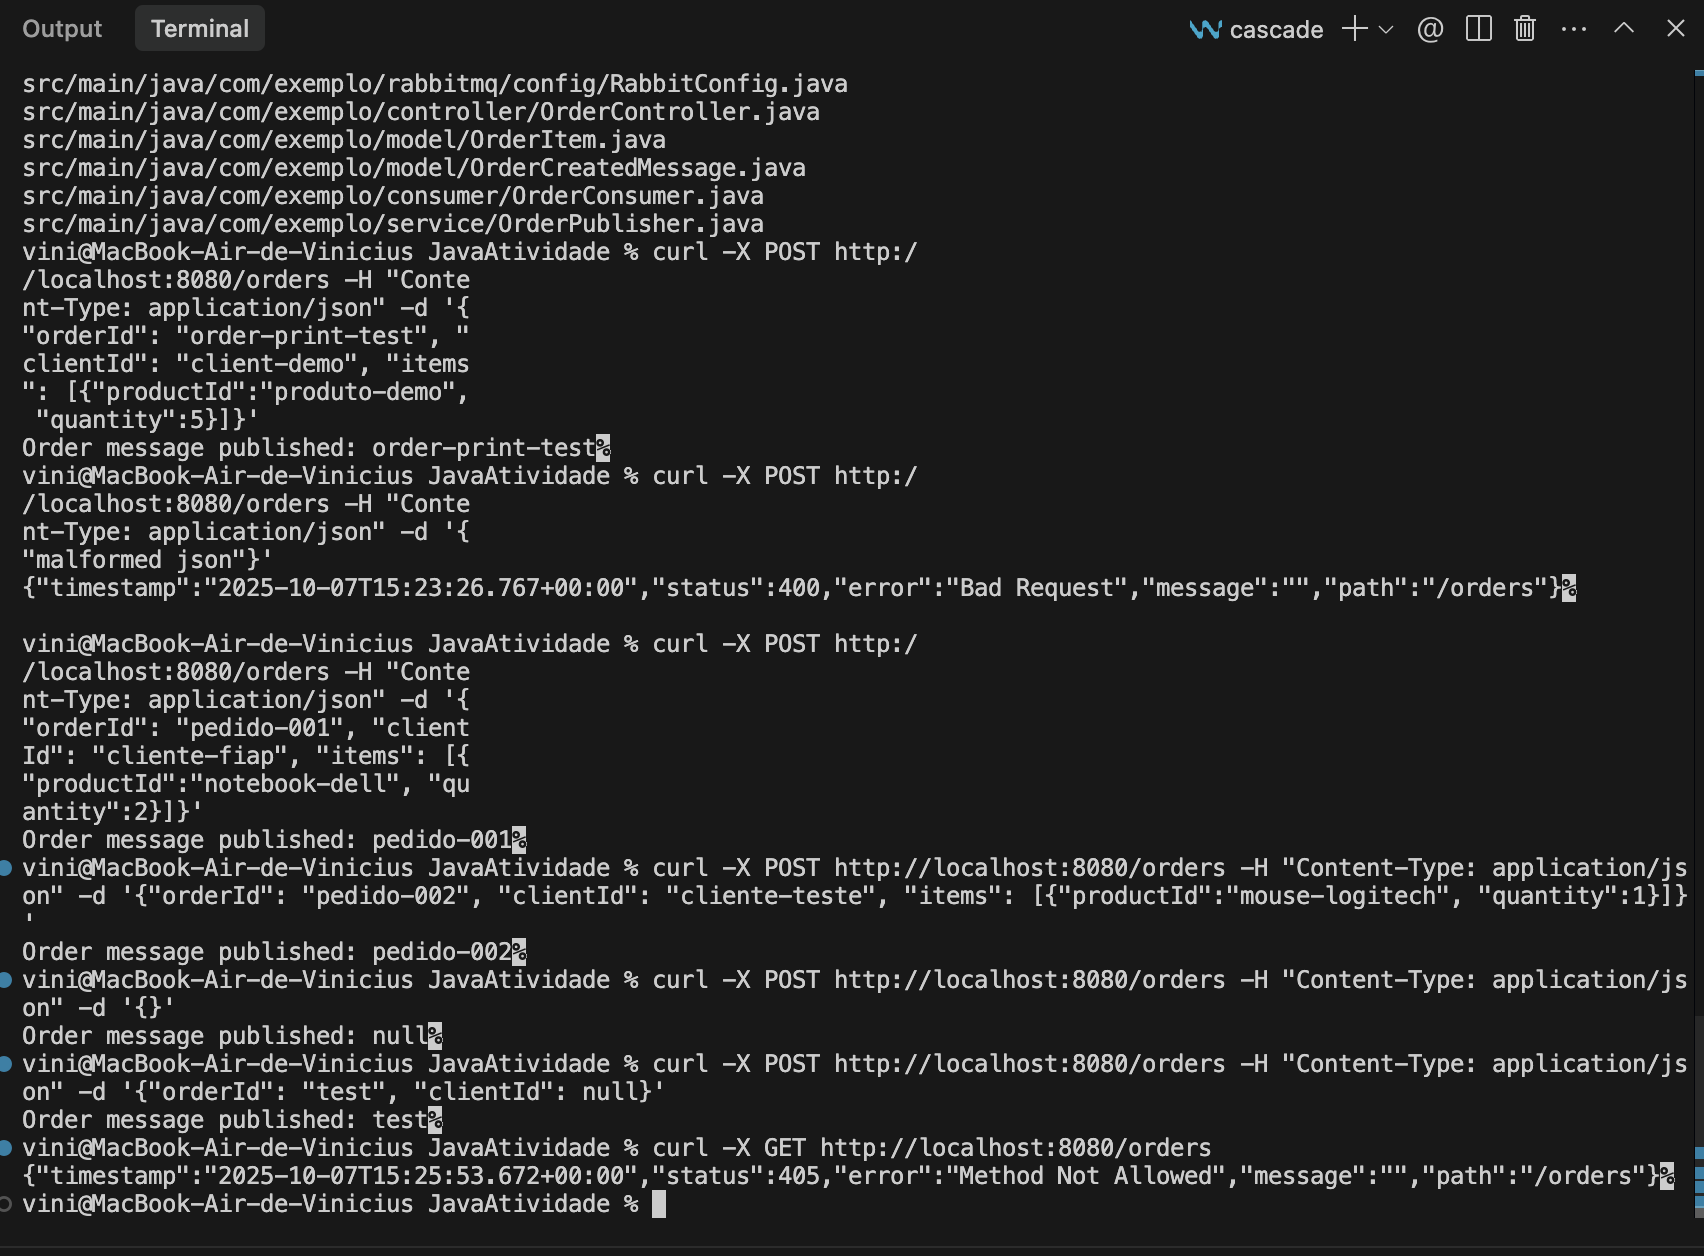 Output
Terminal
cascade
src/main/java/com/exemplo/rabbitmq/config/RabbitConfig.java
src/main/java/com/exemplo/controller/OrderController.java
src/main/java/com/exemplo/model/OrderItem.java
src/main/java/com/exemplo/model/OrderCreatedMessage.java
src/main/java/com/exemplo/consumer/OrderConsumer.java
src/main/java/com/exemplo/service/OrderPublisher.java
vini@MacBook-Air-de-Vinicius JavaAtividade % curl -X POST http:/
/localhost:8080/orders -H "Conte
nt-Type: application/json" -d '{
"orderId": "order-print-test", "
clientId": "client-demo", "items
": [{"productId":"produto-demo",
 "quantity":5}]}'
Order message published: order-print-test%
vini@MacBook-Air-de-Vinicius JavaAtividade % curl -X POST http:/
/localhost:8080/orders -H "Conte
nt-Type: application/json" -d '{
"malformed json"}'
{"timestamp":"2025-10-07T15:23:26.767+00:00","status":400,"error":"Bad Request","message":"","path":"/orders"}%
vini@MacBook-Air-de-Vinicius JavaAtividade % curl -X POST http:/
/localhost:8080/orders -H "Conte
nt-Type: application/json" -d '{
"orderId": "pedido-001", "client
Id": "cliente-fiap", "items": [{
"productId":"notebook-dell", "qu
antity":2}]}'
Order message published: pedido-001%
vini@MacBook-Air-de-Vinicius JavaAtividade % curl -X POST http://localhost:8080/orders -H "Content-Type: application/js
on" -d '{"orderId": "pedido-002", "clientId": "cliente-teste", "items": [{"productId":"mouse-logitech", "quantity":1}]}
'
Order message published: pedido-002%
vini@MacBook-Air-de-Vinicius JavaAtividade % curl -X POST http://localhost:8080/orders -H "Content-Type: application/js
on" -d '{}'
Order message published: null%
vini@MacBook-Air-de-Vinicius JavaAtividade % curl -X POST http://localhost:8080/orders -H "Content-Type: application/js
on" -d '{"orderId": "test", "clientId": null}'
Order message published: test%
vini@MacBook-Air-de-Vinicius JavaAtividade % curl -X GET http://localhost:8080/orders
{"timestamp":"2025-10-07T15:25:53.672+00:00","status":405,"error":"Method Not Allowed","message":"","path":"/orders"}%
vini@MacBook-Air-de-Vinicius JavaAtividade %